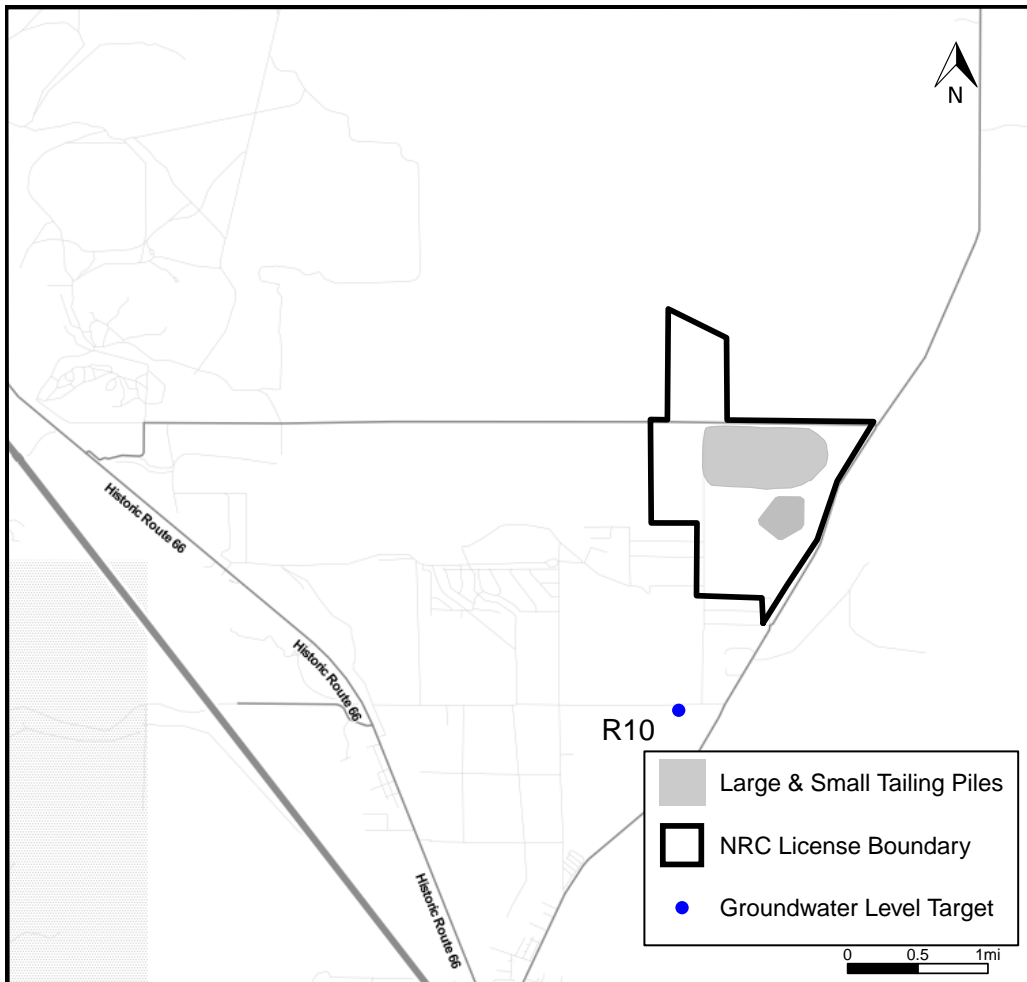 N
Historic Route 66
Historic Route 66
R10
Large & Small Tailing Piles
NRC License Boundary
Groundwater Level Target
Historic Route 66
0 0.5 1mi